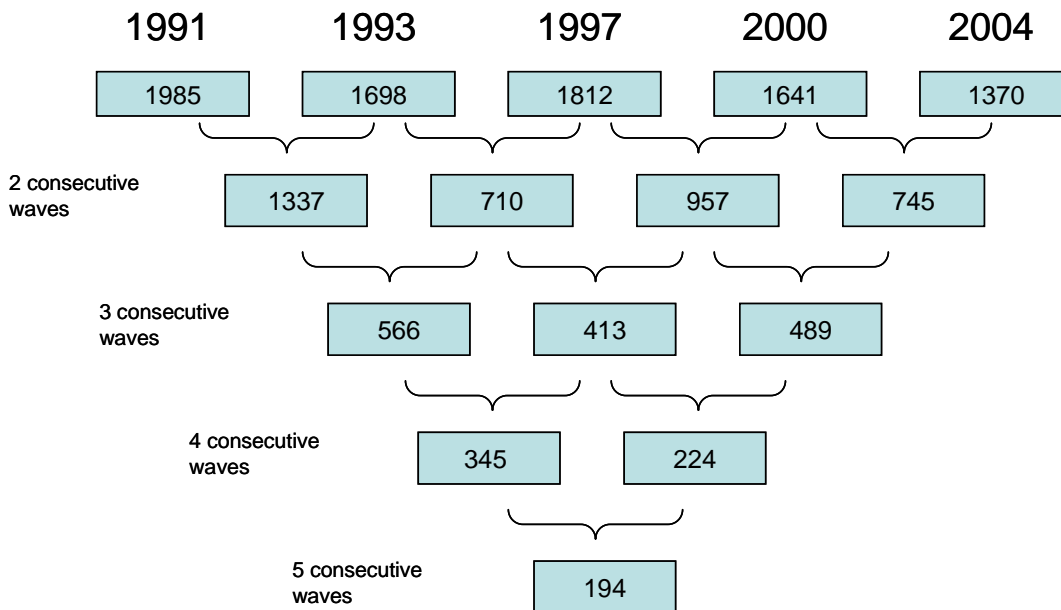 1991 1993 1997 2000 2004
1985 1698 1812 1641 1370
2 consecutive
waves
1337 710 957 745
3 consecutive
waves
566 413 489
4 consecutive
waves
345 224
5 consecutive
waves
194